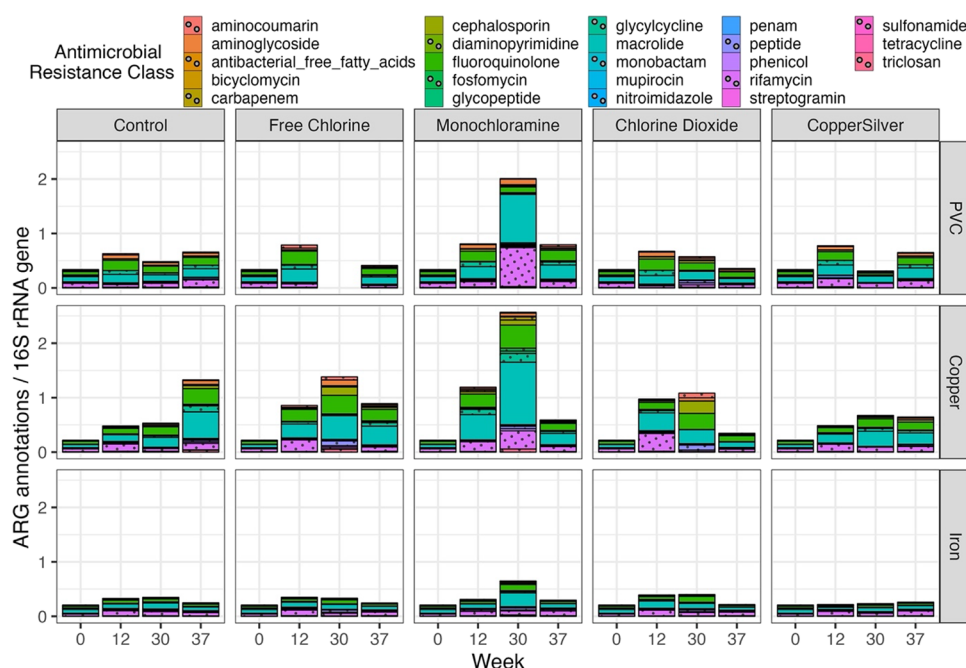 Antimicrobial
Resistance Class
aminocoumarin
aminoglycoside
antibacterial_free_fatty_acids
bicyclomycin
carbapenem
cephalosporin
diaminopyrimidine
fluoroquinolone
fosfomycin
glycopeptide
glycylcycline
macrolide
monobactam
mupirocin
nitroimidazole
penam
peptide
phenicol
rifamycin
streptogramin
sulfonamide
tetracycline
triclosan
Control Free Chlorine Monochloramine Chlorine Dioxide CopperSilver
ARG annotations / 16S rRNA gene
2
1
0
PVC
2
1
0
Copper
2
1
0
Iron
0 12 30 37 0 12 30 37 0 12 30 37 0 12 30 37 0 12 30 37
Week